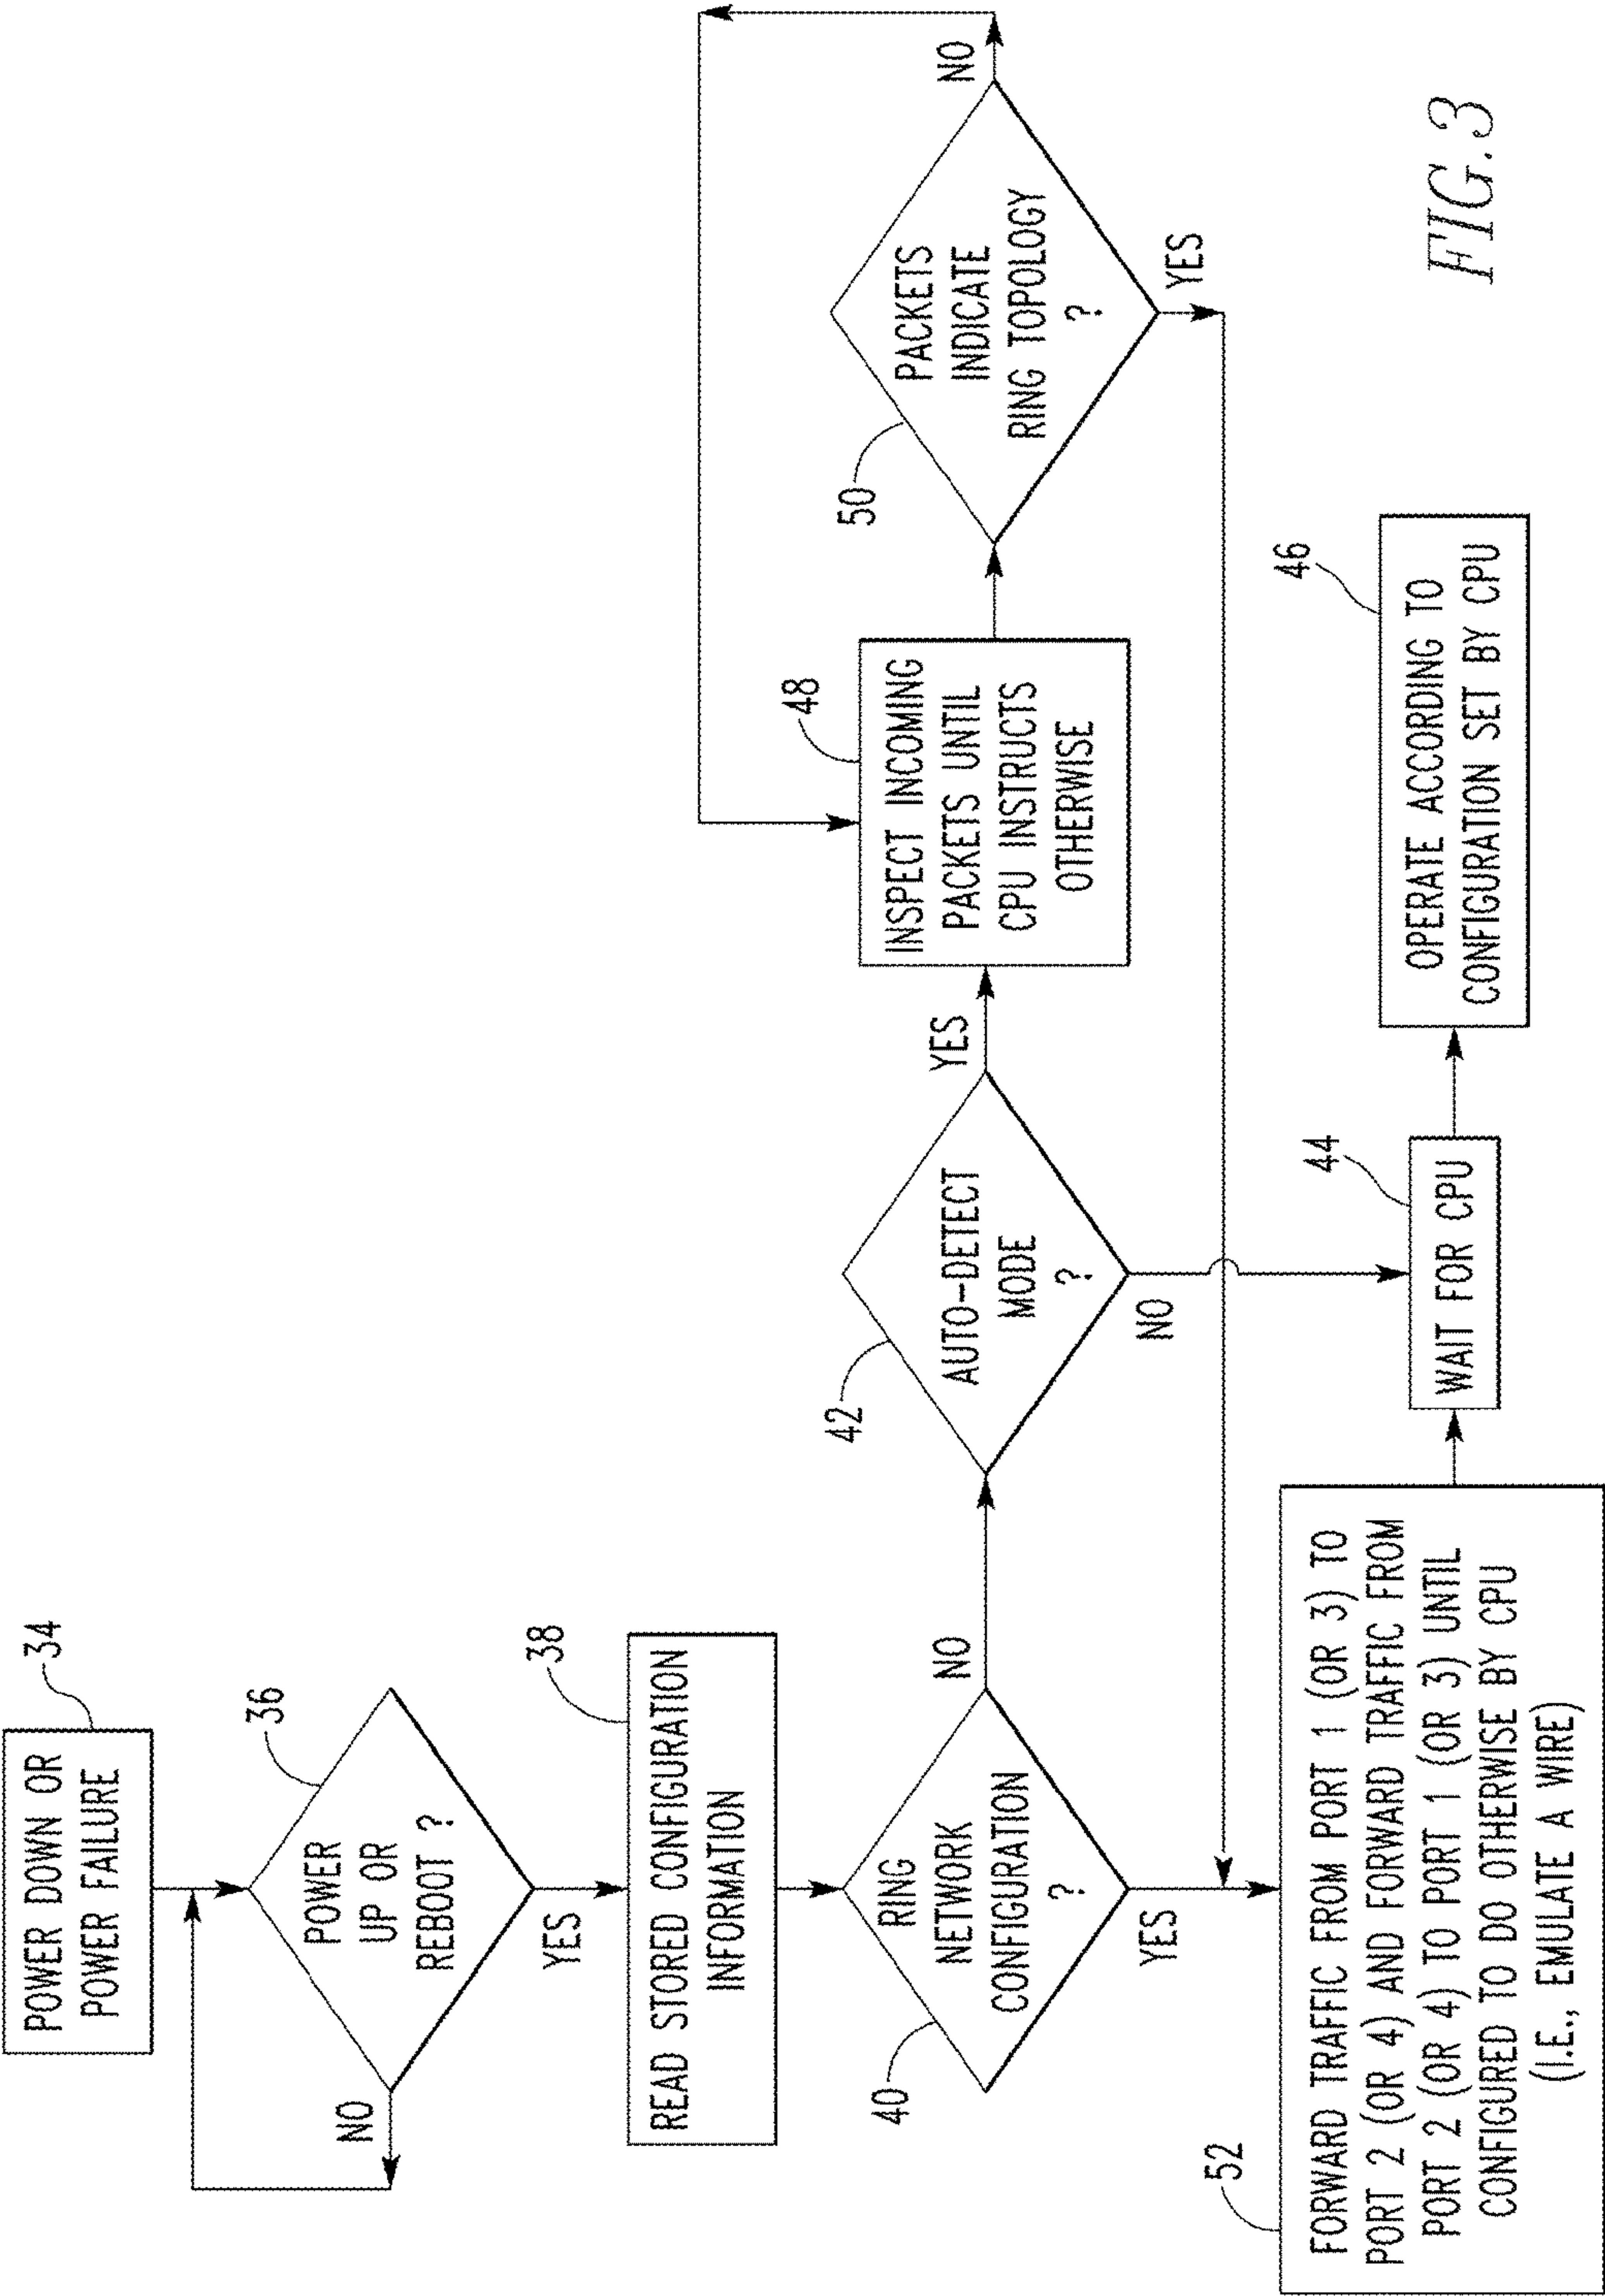 POWER DOWN OR
POWER FAILURE
34
POWER
UP OR
REBOOT ?
36
NO
YES
READ STORED CONFIGURATION
INFORMATION
38
RING
NETWORK
CONFIGURATION
?
40
NO
YES
AUTO-DETECT
MODE
?
42
YES
NO
INSPECT INCOMING
PACKETS UNTIL
CPU INSTRUCTS
OTHERWISE
48
PACKETS
INDICATE
RING TOPOLOGY
?
50
NO
YES
FORWARD TRAFFIC FROM PORT 1 (OR 3) TO
PORT 2 (OR 4) AND FORWARD TRAFFIC FROM
PORT 2 (OR 4) TO PORT 1 (OR 3) UNTIL
CONFIGURED TO DO OTHERWISE BY CPU
(I.E., EMULATE A WIRE)
52
WAIT FOR CPU
44
OPERATE ACCORDING TO
CONFIGURATION SET BY CPU
46
FIG.3